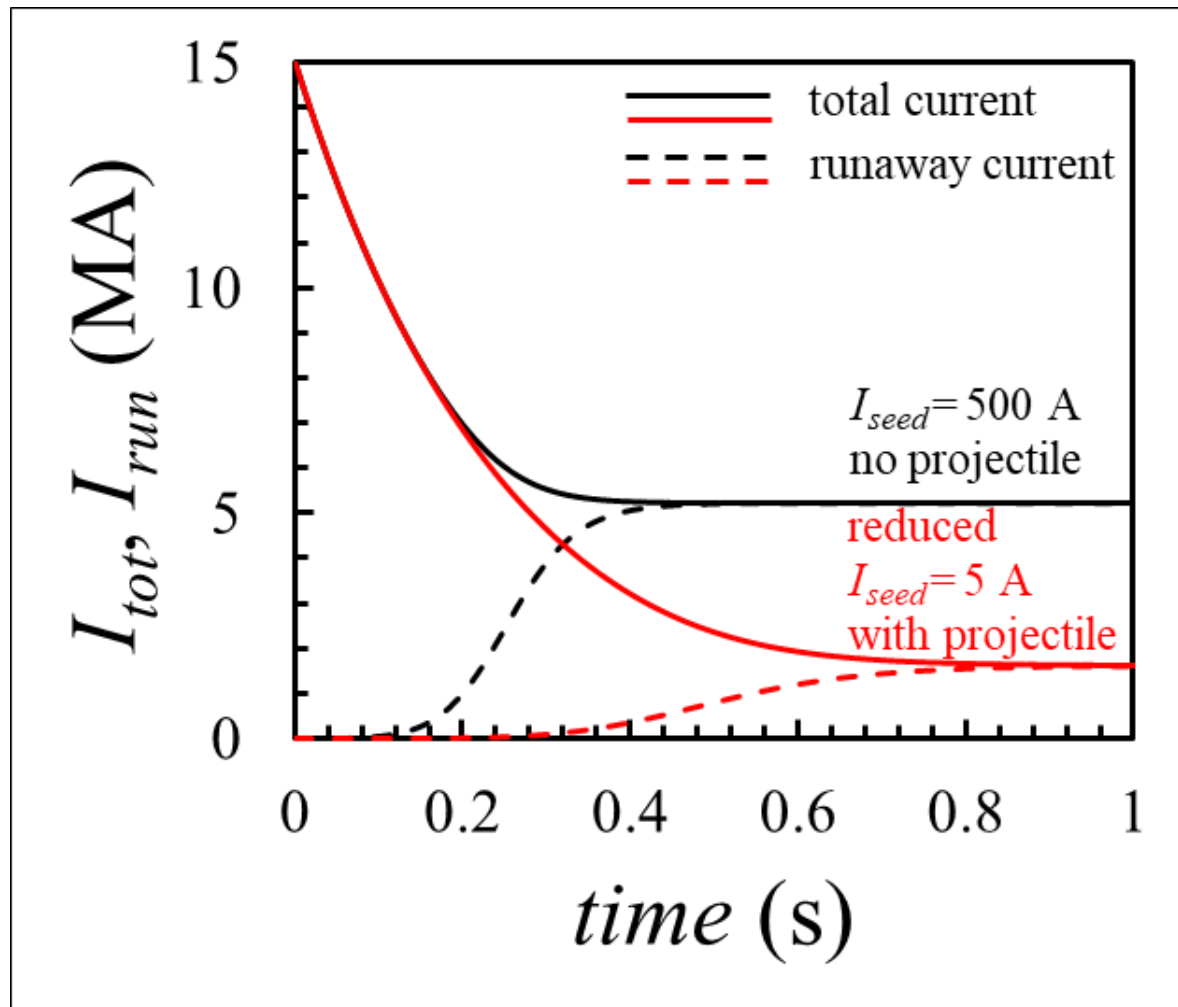 15
10
5
0
I_tot, I_run (MA)
total current
runaway current
I_seed = 500 A
no projectile
reduced
I_seed = 5 A
with projectile
0 0.2 0.4 0.6 0.8 1
time (s)